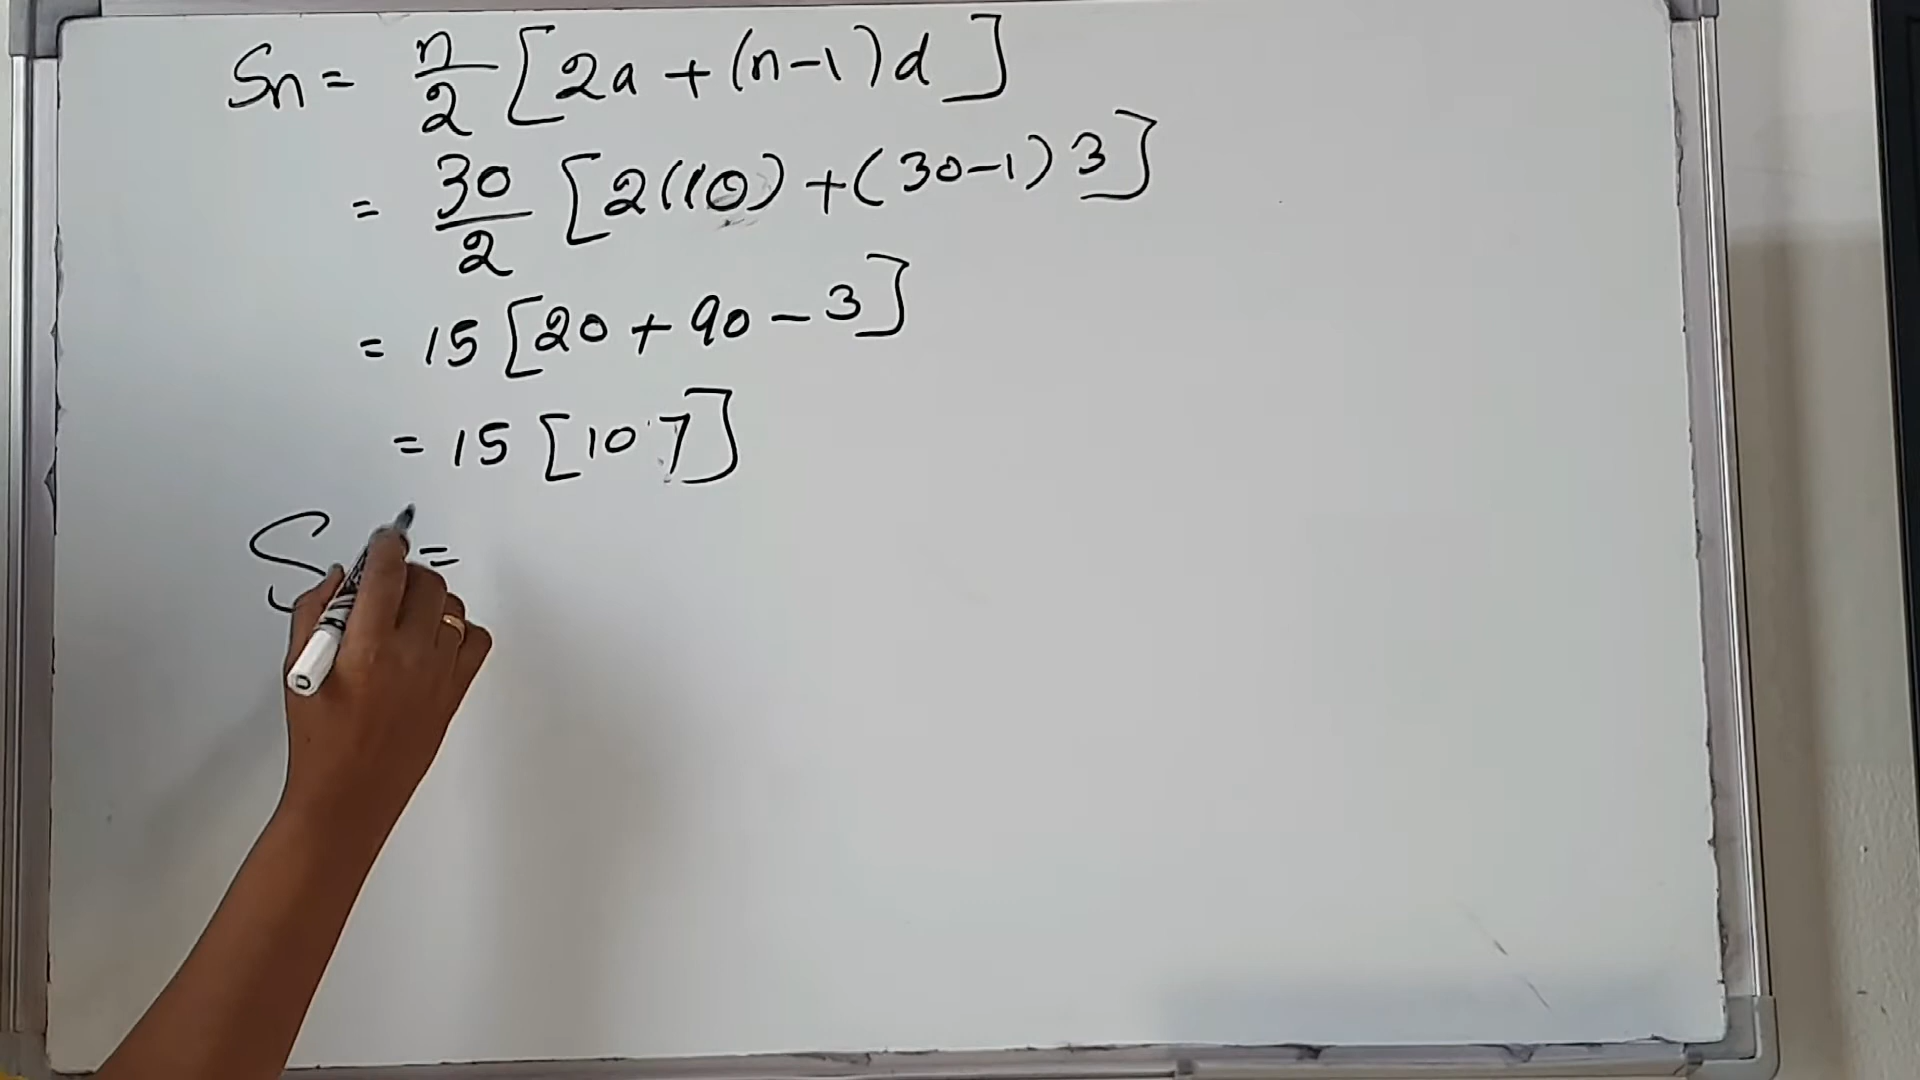 Sn = n/2 [2a + (n-1)d]
= 30/2 [2(10) + (30-1)3]
= 15 [20 + 90 - 3]
= 15 [107]
S =